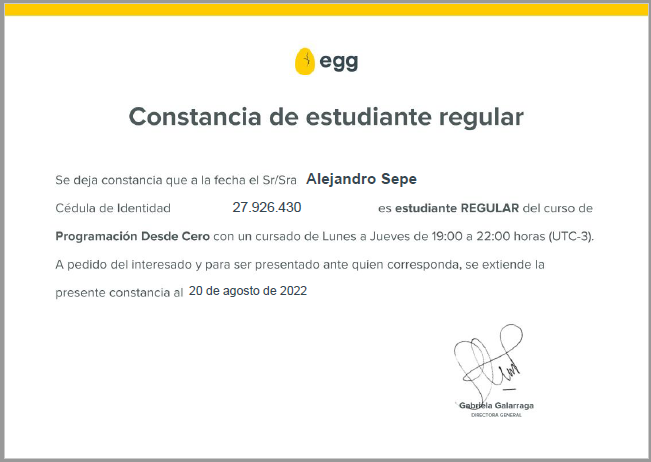 egg
Constancia de estudiante regular
Se deja constancia que a la fecha el Sr/Sra Alejandro Sepe
Cédula de Identidad 27.926.430 es estudiante REGULAR del curso de
Programación Desde Cero con un cursado de Lunes a Jueves de 19:00 a 22:00 horas (UTC-3).
A pedido del interesado y para ser presentado ante quien corresponda, se extiende la
presente constancia al 20 de agosto de 2022
Gabriela Galarraga
DIRECTORA GENERAL